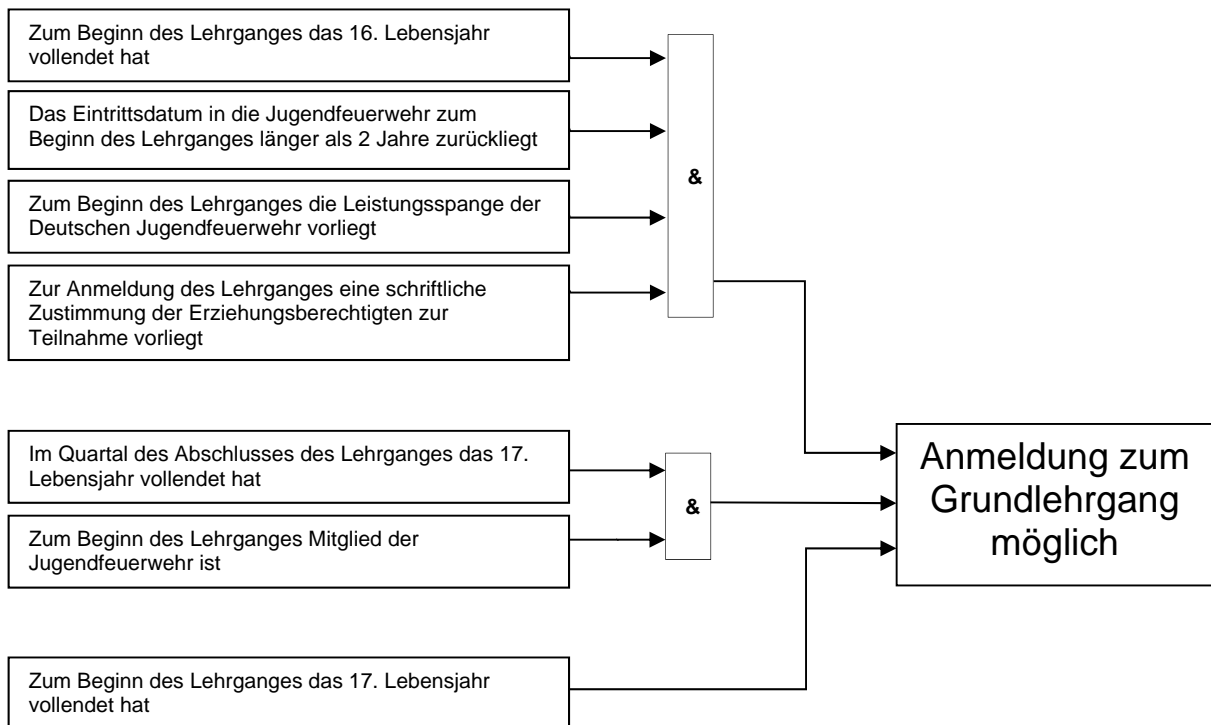 Zum Beginn des Lehrganges das 16. Lebensjahr
vollendet hat
Das Eintrittsdatum in die Jugendfeuerwehr zum
Beginn des Lehrganges länger als 2 Jahre zurückliegt
Zum Beginn des Lehrganges die Leistungsspange der
Deutschen Jugendfeuerwehr vorliegt
Zur Anmeldung des Lehrganges eine schriftliche
Zustimmung der Erziehungsberechtigten zur
Teilnahme vorliegt
&
Im Quartal des Abschlusses des Lehrganges das 17.
Lebensjahr vollendet hat
Zum Beginn des Lehrganges Mitglied der
Jugendfeuerwehr ist
&
Zum Beginn des Lehrganges das 17. Lebensjahr
vollendet hat
Anmeldung zum
Grundlehrgang
möglich